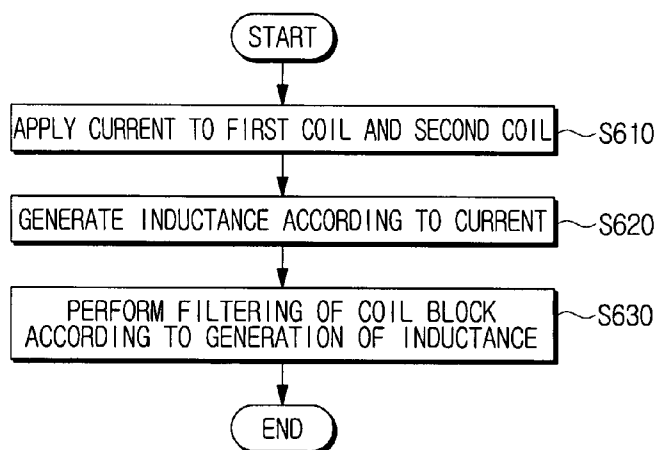 START
APPLY CURRENT TO FIRST COIL AND SECOND COIL
S610
GENERATE INDUCTANCE ACCORDING TO CURRENT
S620
PERFORM FILTERING OF COIL BLOCK
ACCORDING TO GENERATION OF INDUCTANCE
S630
END